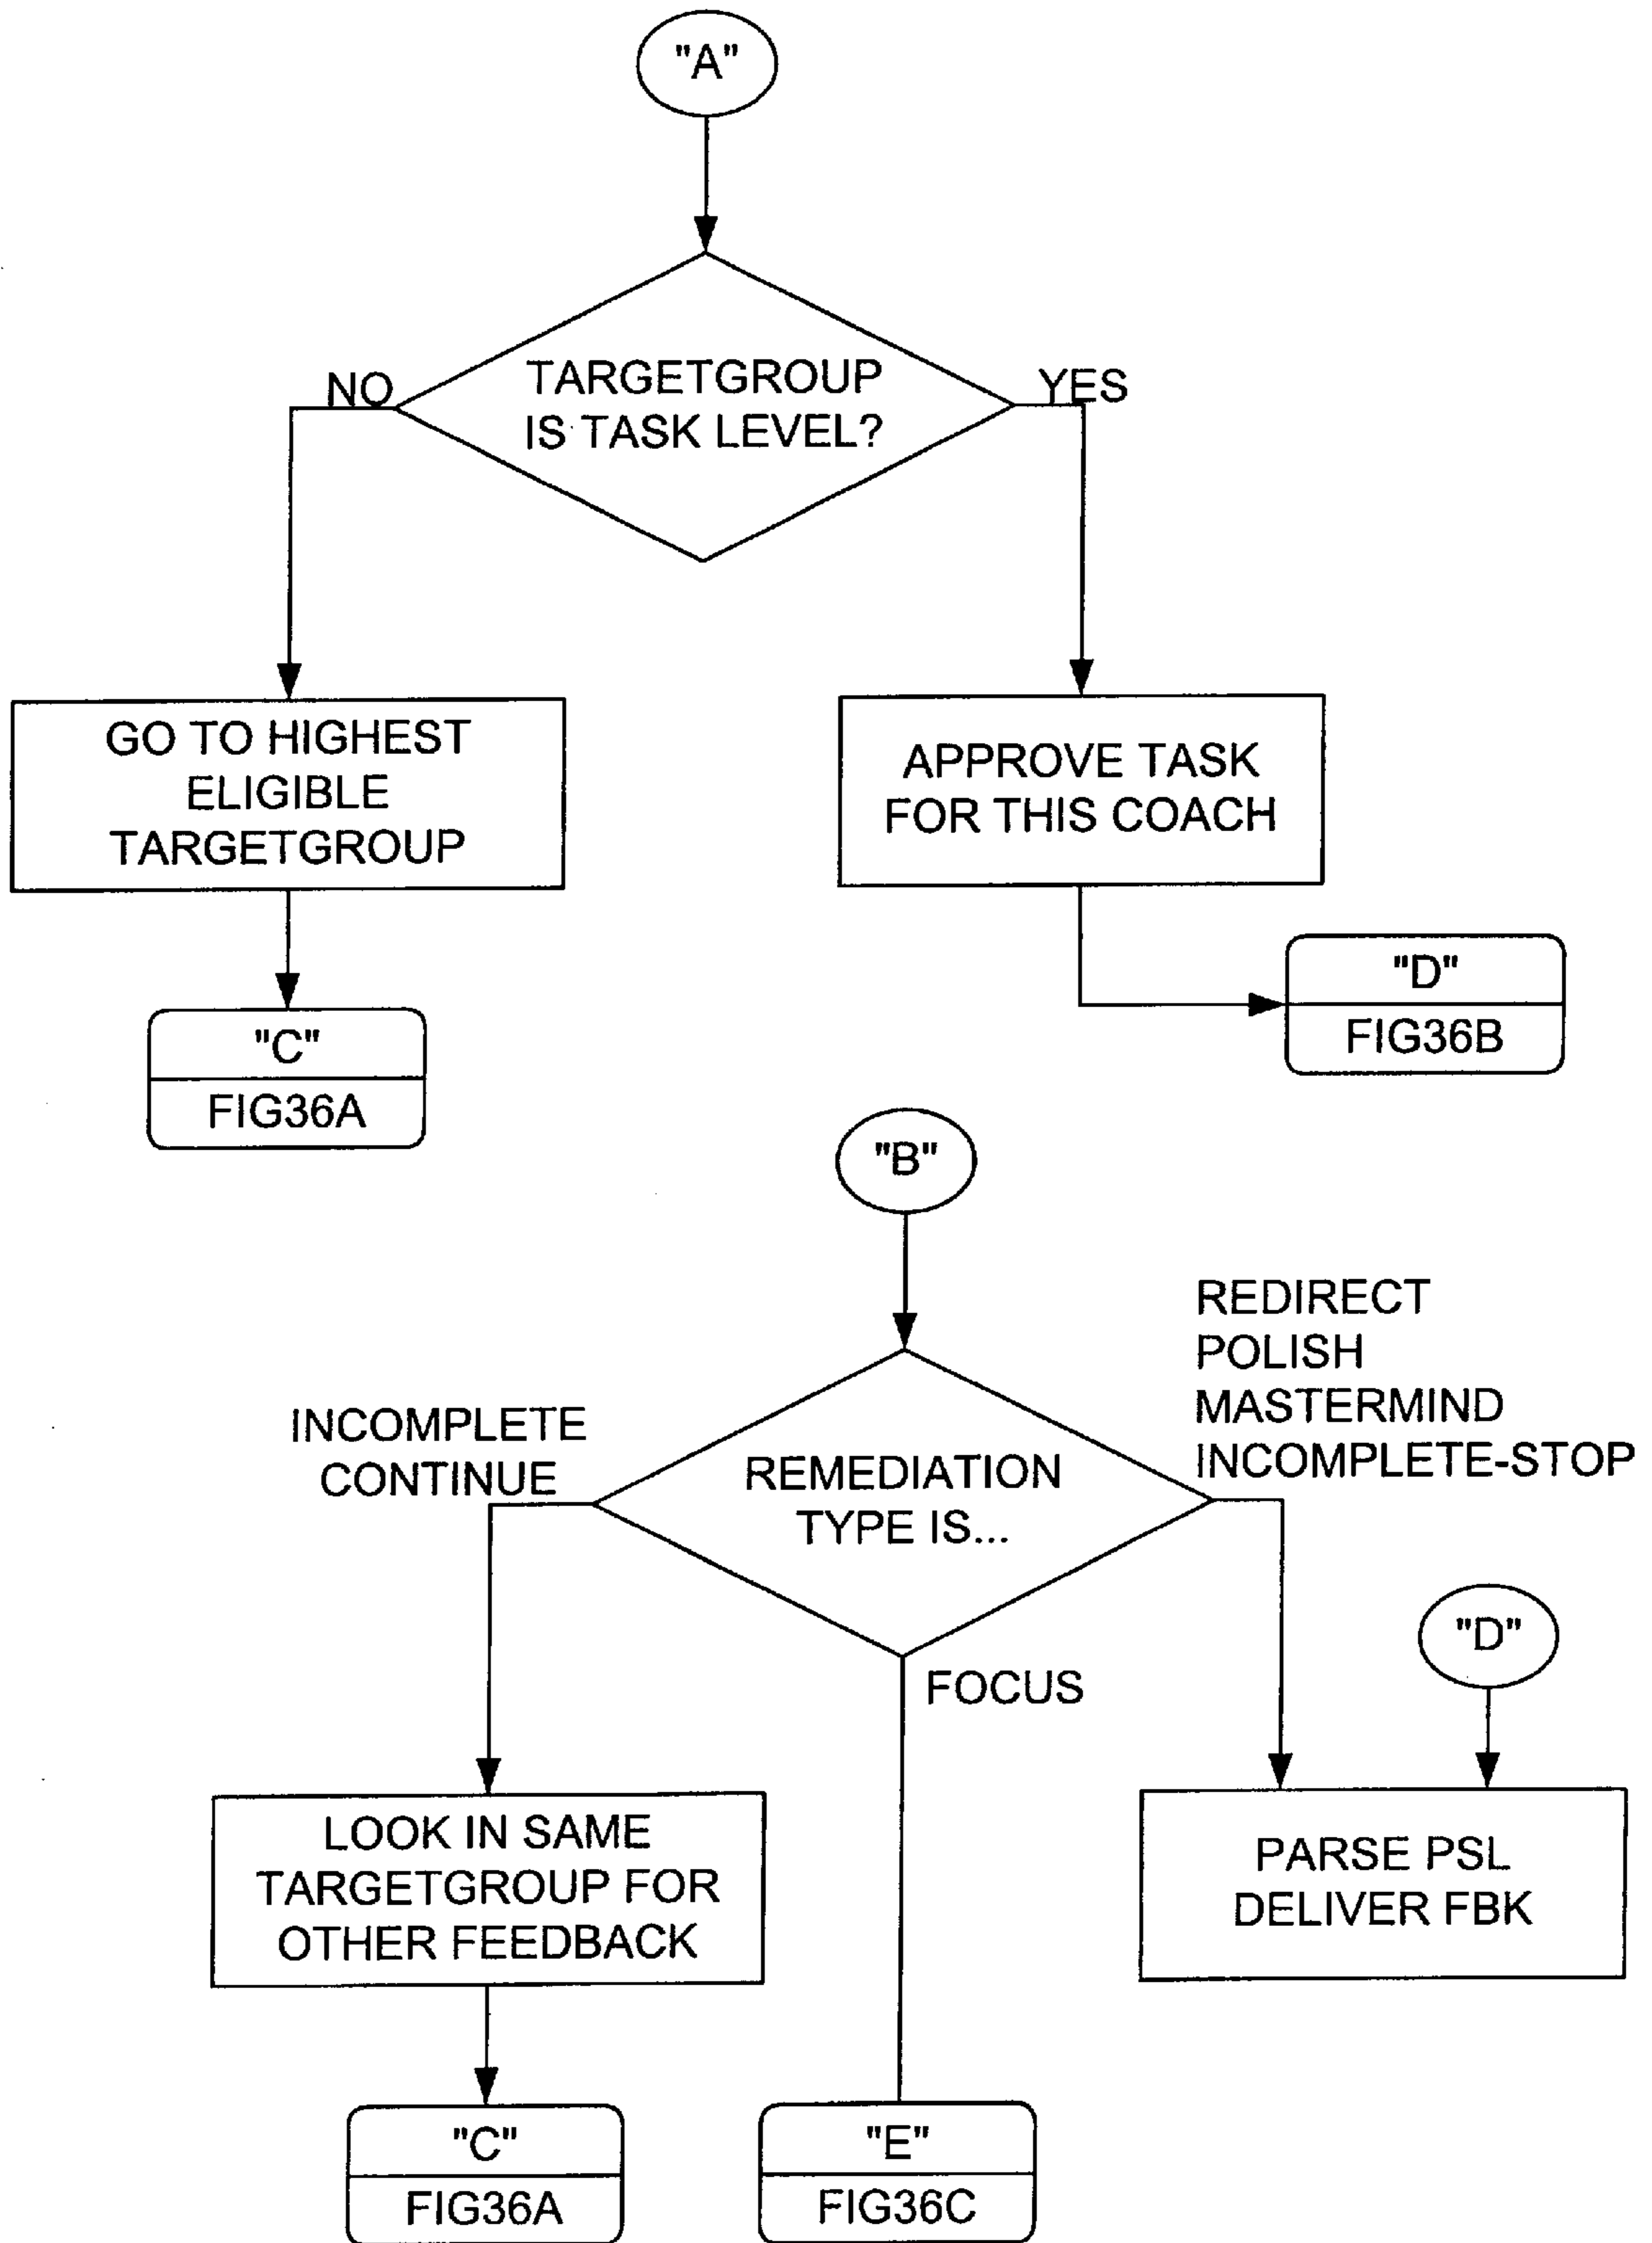 "A"
TARGETGROUP
IS TASK LEVEL?
NO
YES
GO TO HIGHEST
ELIGIBLE
TARGETGROUP
APPROVE TASK
FOR THIS COACH
"C"
FIG36A
"D"
FIG36B
"B"
REMEDIATION
TYPE IS...
INCOMPLETE
CONTINUE
REDIRECT
POLISH
MASTERMIND
INCOMPLETE-STOP
FOCUS
"D"
LOOK IN SAME
TARGETGROUP FOR
OTHER FEEDBACK
PARSE PSL
DELIVER FBK
"C"
FIG36A
"E"
FIG36C